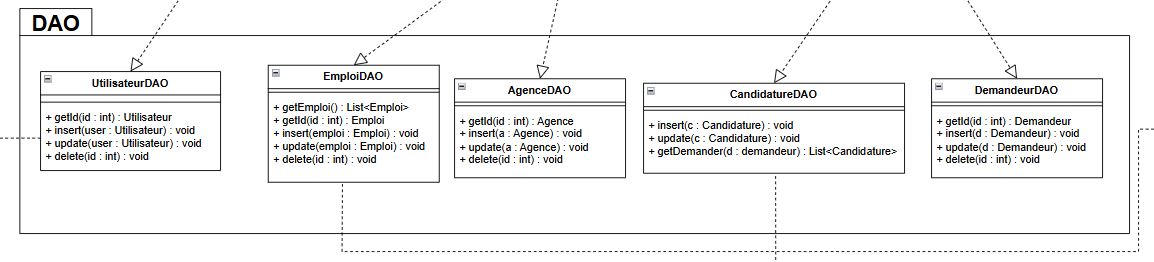 DAO
UtilisateurDAO
+ getId(id : int) : Utilisateur
+ insert(user : Utilisateur) : void
+ update(user : Utilisateur) : void
+ delete(id : int) : void
EmploiDAO
+ getEmploi() : List<Emploi>
+ getId(id : int) : Emploi
+ insert(emploi : Emploi) : void
+ update(emploi : Emploi) : void
+ delete(id : int) : void
AgenceDAO
+ getId(id : int) : Agence
+ insert(a : Agence) : void
+ update(a : Agence) : void
+ delete(id : int) : void
CandidatureDAO
+ insert(c : Candidature) : void
+ update(c : Candidature) : void
+ getDemander(d : demandeur) : List<Candidature>
DemandeurDAO
+ getId(id : int) : Demandeur
+ insert(d : Demandeur) : void
+ update(d : Demandeur) : void
+ delete(id : int) : void